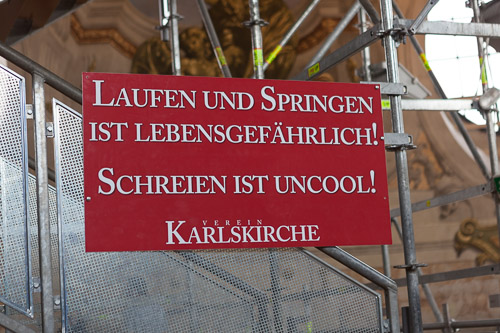 LAUFEN UND SPRINGEN
IST LEBENSGEFÄHRLICH!
SCHREIEN IST UNCOOL!
VEREIN
KARLSKIRCHE